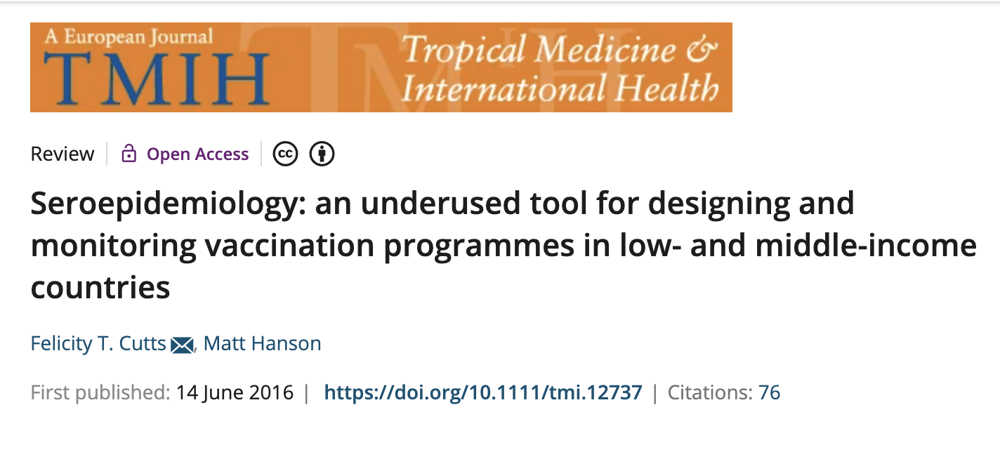 A European Journal
TMIH
Tropical Medicine &
International Health
Review | Open Access | cc
Seroepidemiology: an underused tool for designing and
monitoring vaccination programmes in low- and middle-income
countries
Felicity T. Cutts, Matt Hanson
First published: 14 June 2016 | https://doi.org/10.1111/tmi.12737 | Citations: 76